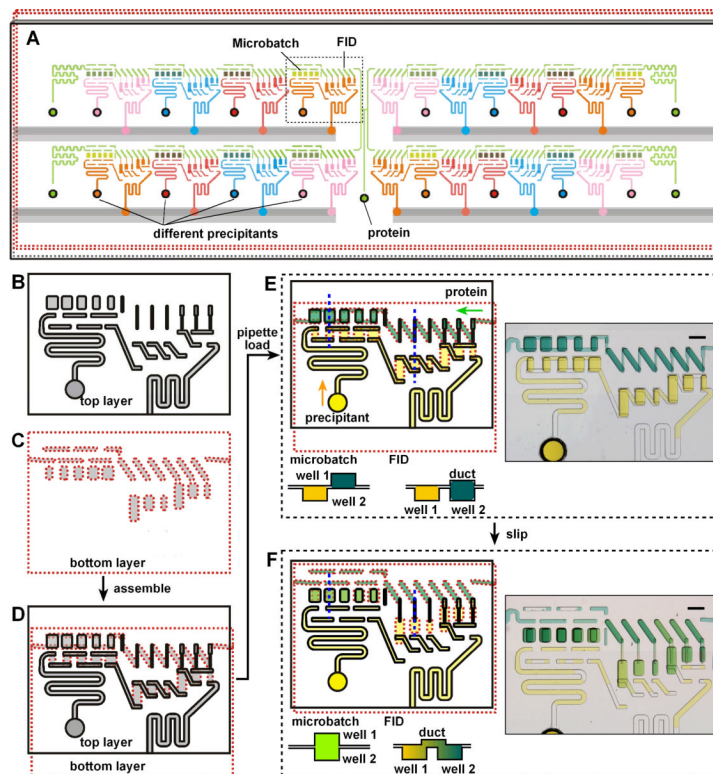 A
Microbatch
FID
different precipitants
protein
B
top layer
C
bottom layer
assemble
D
top layer
bottom layer
pipette
load
E
protein
precipitant
microbatch
FID
well 1
well 2
duct
well 1
well 2
slip
F
microbatch
FID
well 1
well 2
duct
well 1
well 2